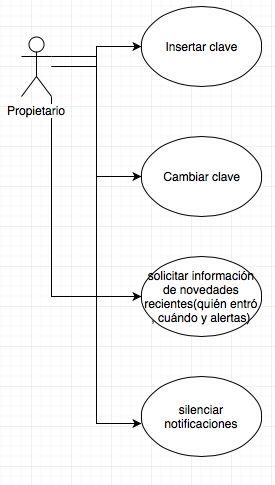 Insertar clave
Propietario
Cambiar clave
solicitar información
de novedades
recientes(quién entró
, cuándo y alertas)
silenciar
notificaciones